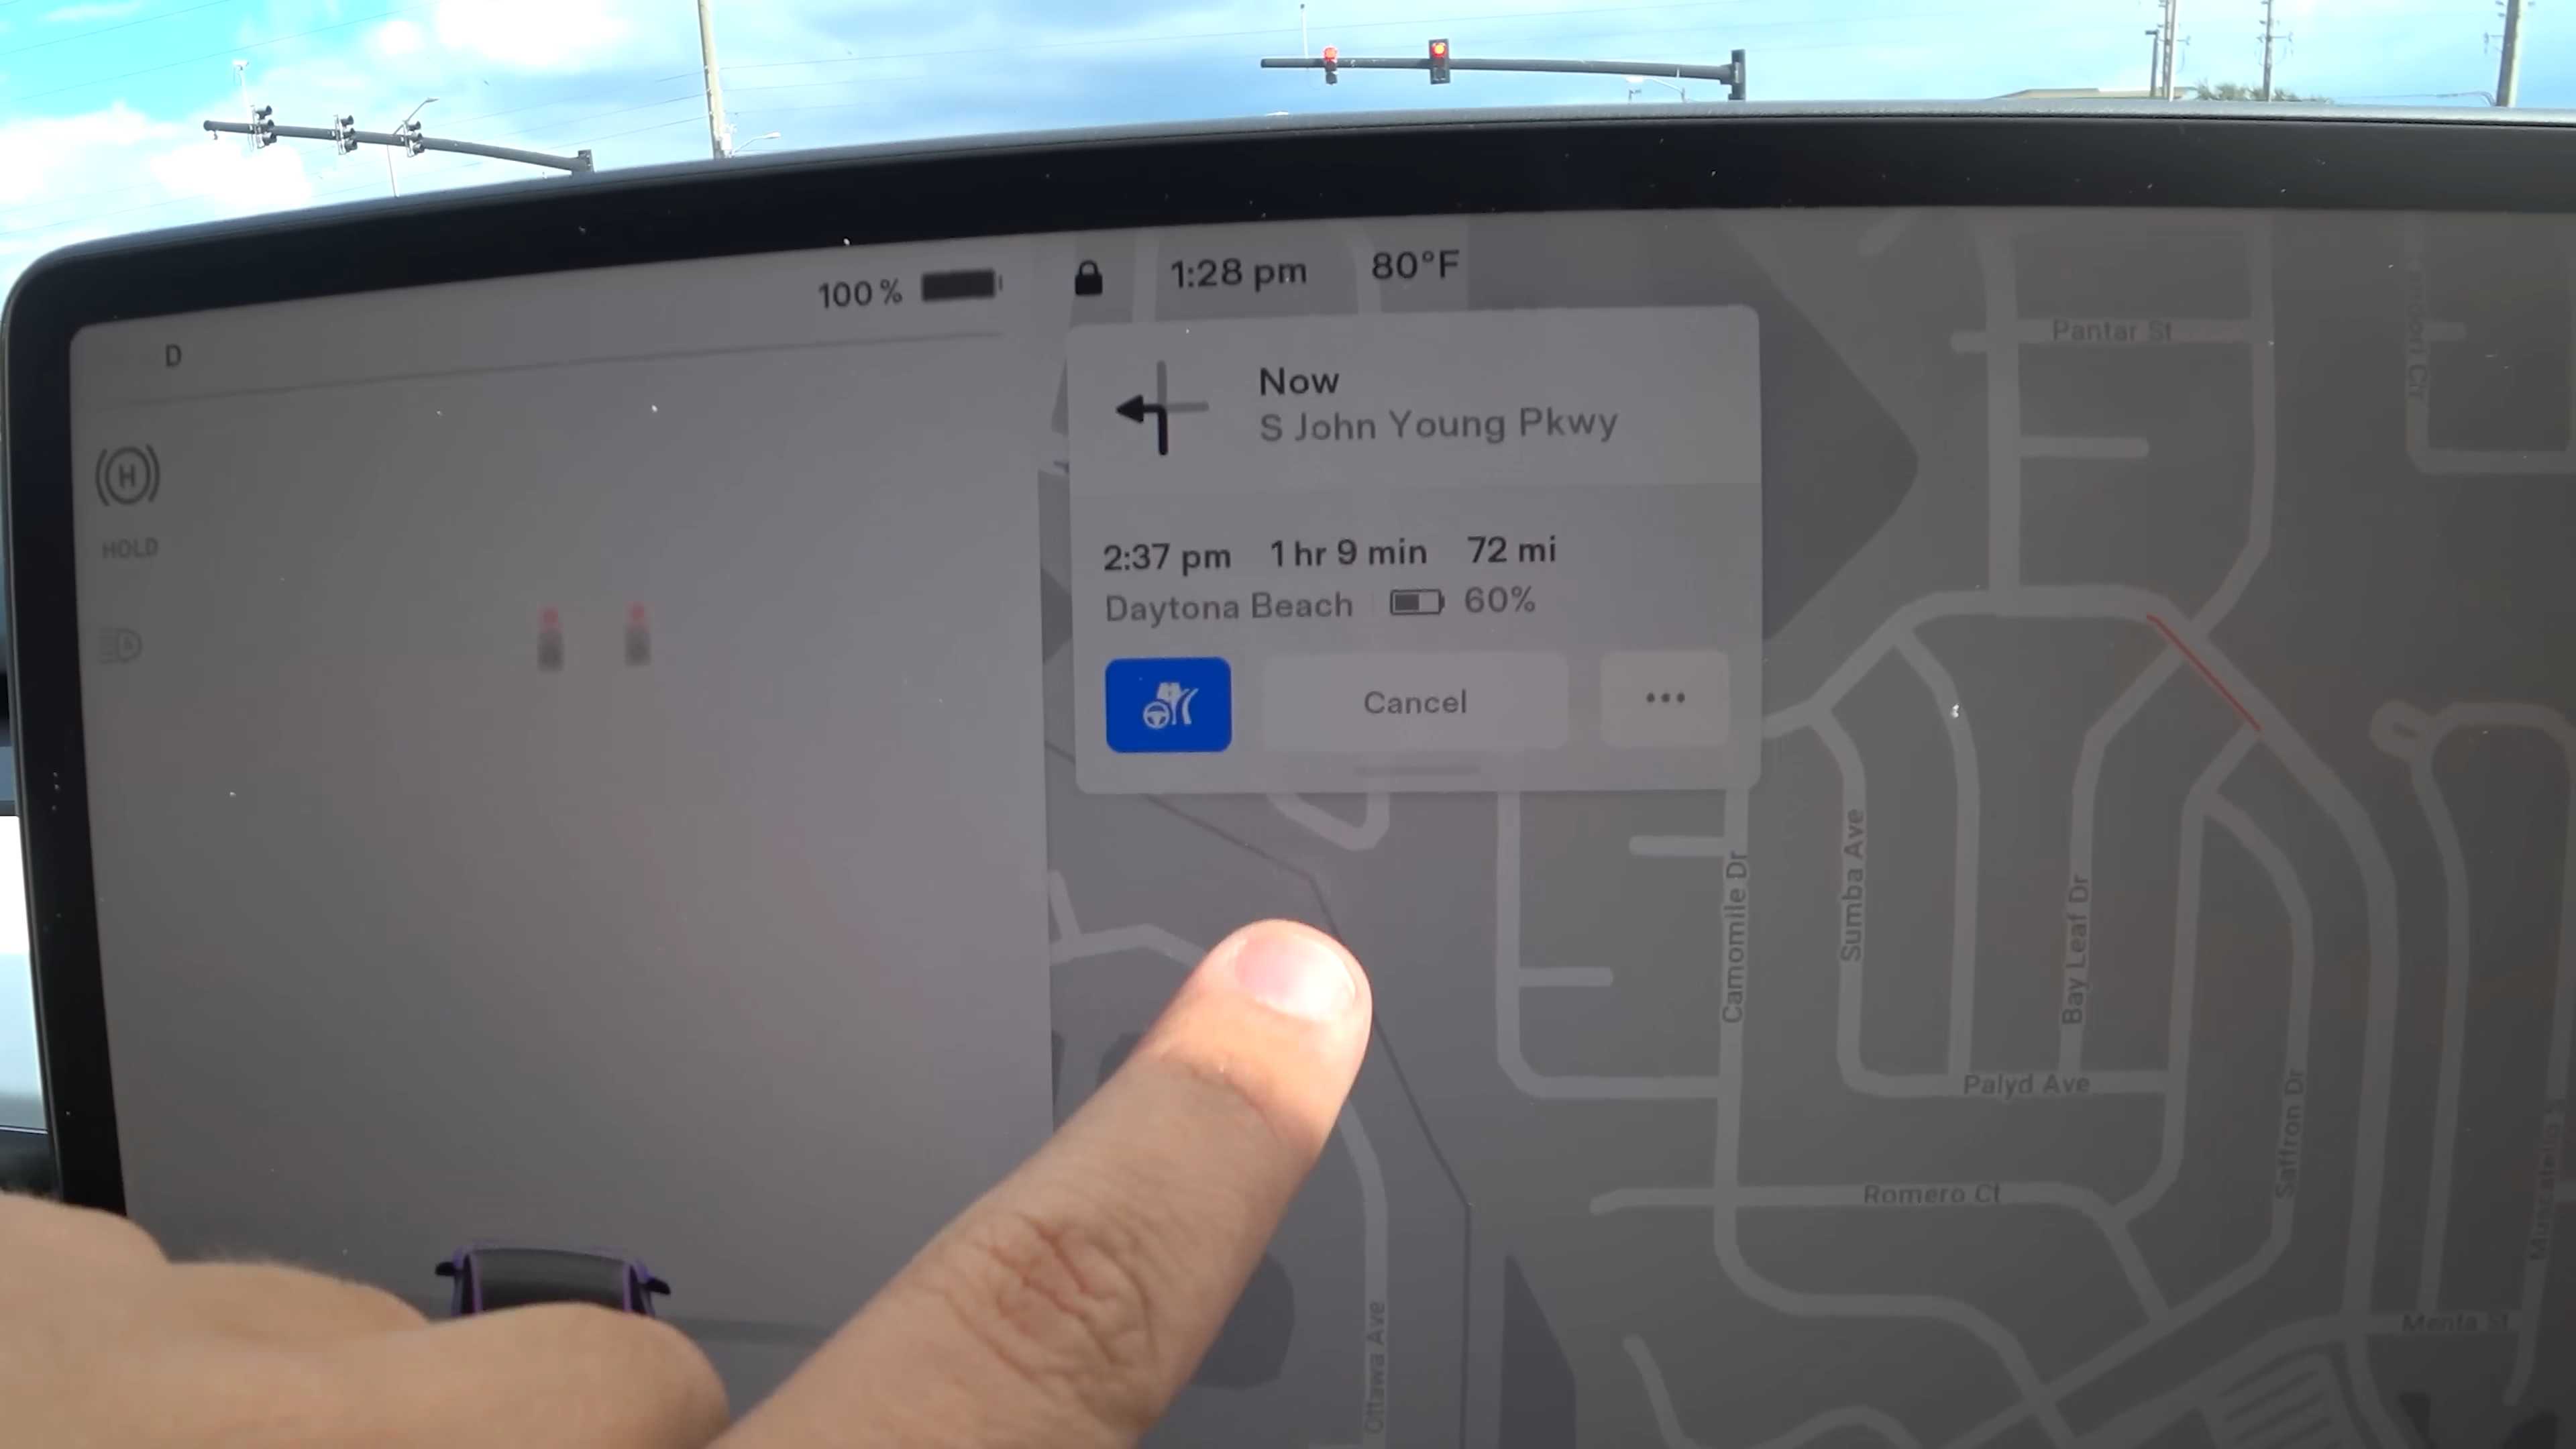 100%
1:28 pm
80°F
D
H
HOLD
Now
S John Young Pkwy
2:37 pm 1 hr 9 min 72 mi
Daytona Beach 60%
Cancel
Pantar St
Camomile Dr
Sumba Ave
Bay Leaf Dr
Palyd Ave
Saffron Dr
Romero Ct
Menta St
Ottawa Ave